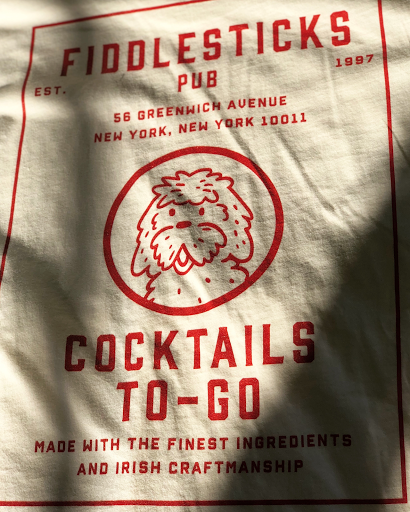 FIDDLESTICKS
PUB
EST. 1997
56 GREENWICH AVENUE
NEW YORK, NEW YORK 10011
COCKTAILS
TO-GO
MADE WITH THE FINEST INGREDIENTS
AND IRISH CRAFTMANSHIP